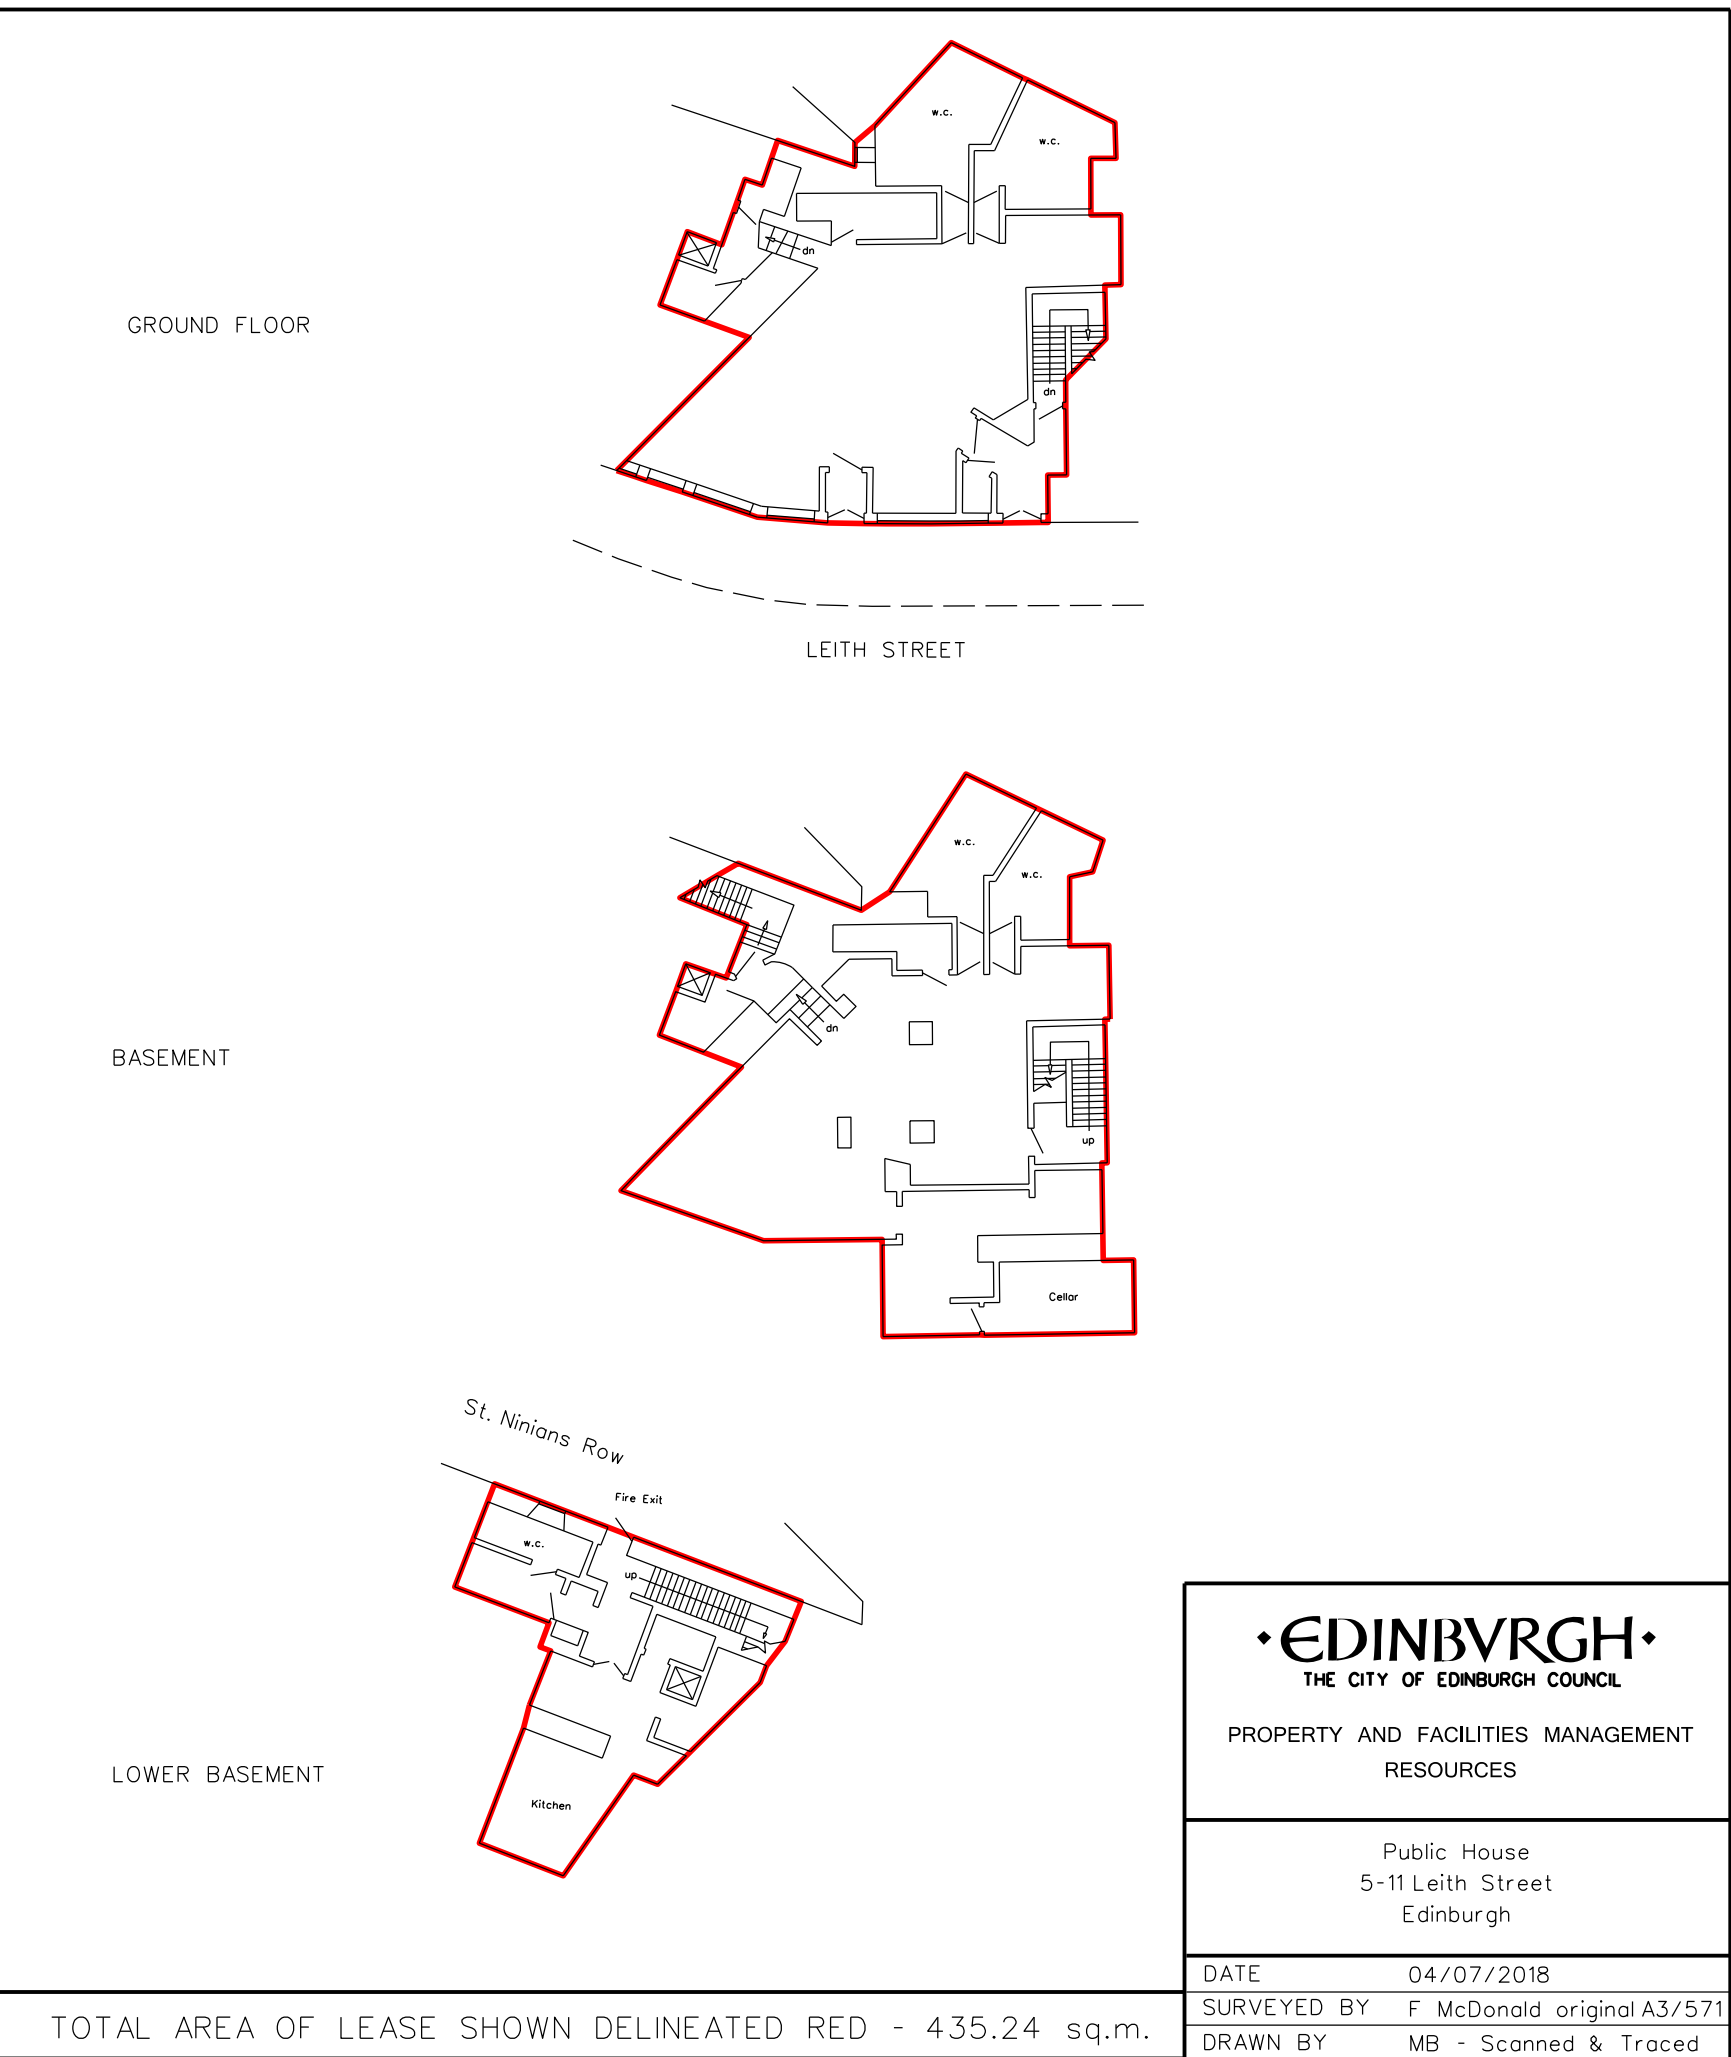 w.c.
w.c.
dn
GROUND FLOOR
dn
LEITH STREET
w.c.
w.c.
dn
BASEMENT
up
Cellar
St. Ninians Row
Fire Exit
w.c.
up
LOWER BASEMENT
Kitchen
EDINBVRGH
THE CITY OF EDINBURGH COUNCIL
PROPERTY AND FACILITIES MANAGEMENT
RESOURCES
Public House
5-11 Leith Street
Edinburgh
DATE 04/07/2018
SURVEYED BY F McDonald original A3/571
DRAWN BY MB - Scanned & Traced
TOTAL AREA OF LEASE SHOWN DELINEATED RED - 435.24 sq.m.